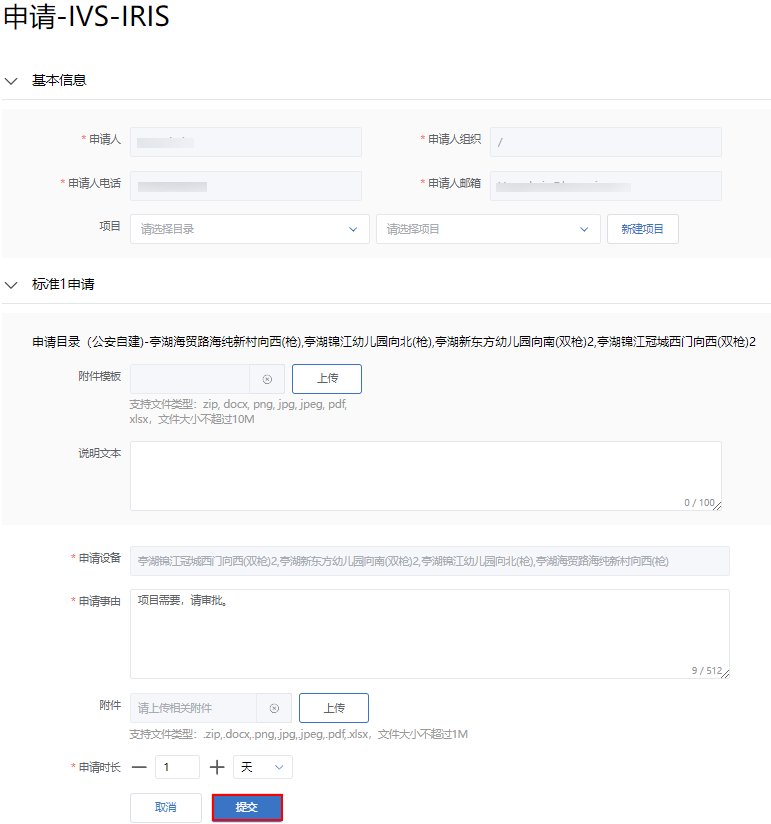 申请-IVS-IRIS
基本信息
* 申请人
* 申请人组织 /
* 申请人电话
* 申请人邮箱
项目 请选择目录 请选择项目 新建项目
标准1申请
申请目录（公安自建)-亭湖海贺路海纯新村向西(枪),亭湖锦江幼儿园向北(枪),亭湖新东方幼儿园向南(双枪)2,亭湖锦江冠城西门向西(双枪)2
附件模板 上传
支持文件类型：zip, docx, png, jpg, jpeg, pdf,
xlsx，文件大小不超过10M
说明文本
0 / 100
* 申请设备 亭湖锦江冠城西门向西(双枪)2,亭湖新东方幼儿园向南(双枪)2,亭湖锦江幼儿园向北(枪),亭湖海贺路海纯新村向西(枪)
* 申请事由 项目需要，请审批。
9 / 512
附件 请上传相关附件 上传
支持文件类型：.zip,.docx,.png,.jpg,.jpeg,.pdf,.xlsx，文件大小不超过1M
* 申请时长 1 天
取消 提交